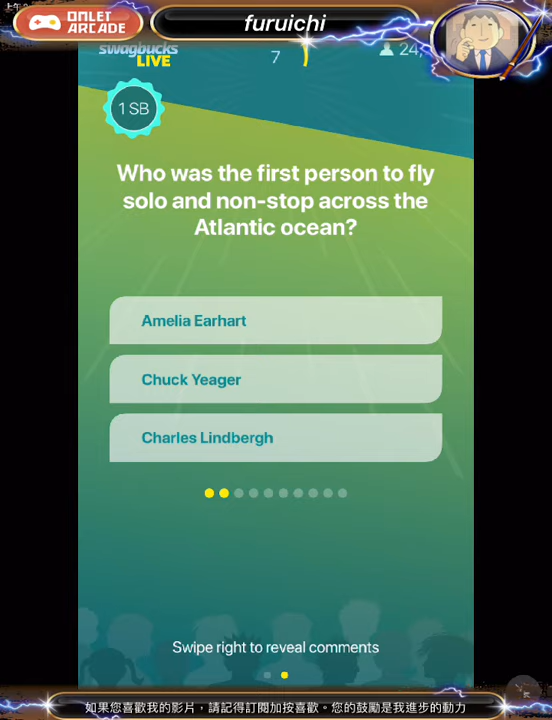 ONLET
ARCADE
furuichi
swagbucks
LIVE
7
24,
1 SB
Who was the first person to fly
solo and non-stop across the
Atlantic ocean?
Amelia Earhart
Chuck Yeager
Charles Lindbergh
Swipe right to reveal comments
如果您喜歡我的影片，請記得訂閱加按喜歡。您的鼓勵是我進步的動力